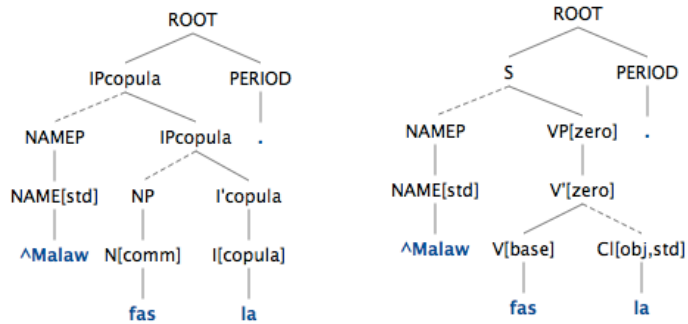 ROOT ROOT
IPcopula PERIOD S PERIOD
NAMEP IPcopula . NAMEP VP[zero] .
NAME[std] NP I'copula NAME[std] V'[zero]
^Malaw N[comm] I[copula] ^Malaw V[base] Cl[obj,std]
fas la fas la